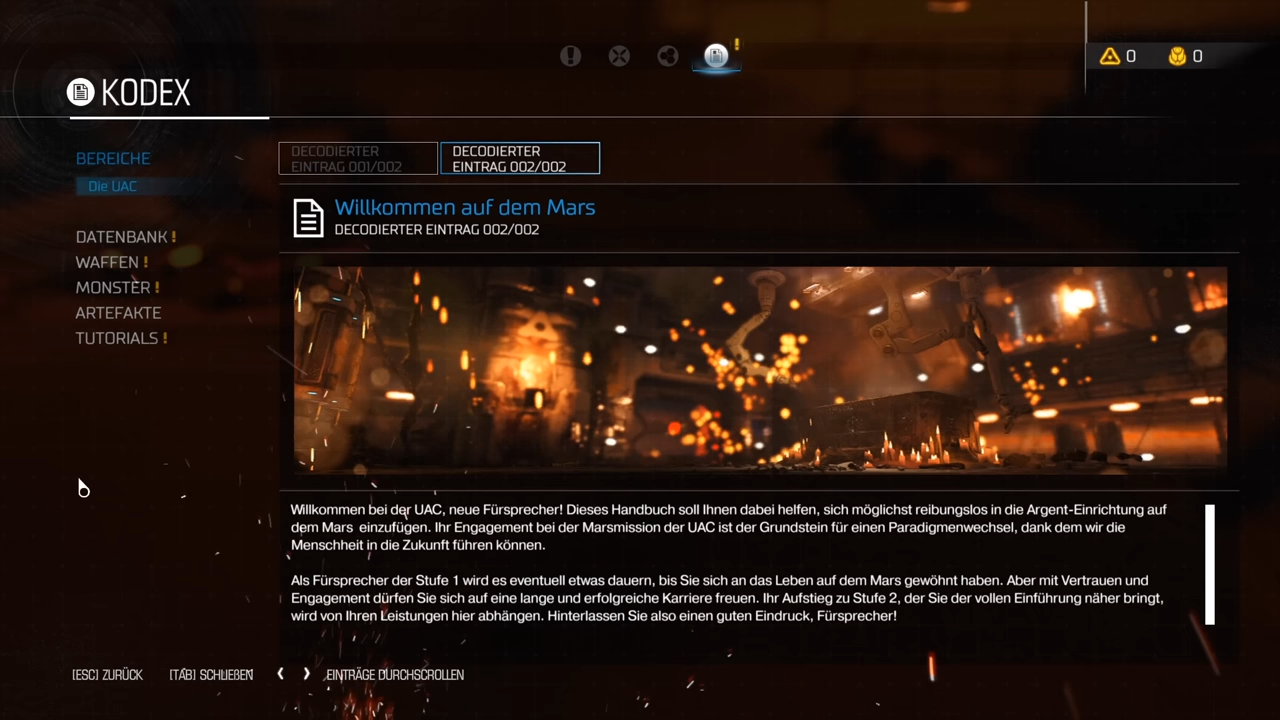 0 0
KODEX
BEREICHE
Die UAC
DATENBANK !
WAFFEN !
MONSTER !
ARTEFAKTE
TUTORIALS !
DECODIERTER
EINTRAG 001/002
DECODIERTER
EINTRAG 002/002
Willkommen auf dem Mars
DECODIERTER EINTRAG 002/002
Willkommen bei der UAC, neue Fürsprecher! Dieses Handbuch soll Ihnen dabei helfen, sich möglichst reibungslos in die Argent-Einrichtung auf
dem Mars einzufügen. Ihr Engagement bei der Marsmission der UAC ist der Grundstein für einen Paradigmenwechsel, dank dem wir die
Menschheit in die Zukunft führen können.
Als Fürsprecher der Stufe 1 wird es eventuell etwas dauern, bis Sie sich an das Leben auf dem Mars gewöhnt haben. Aber mit Vertrauen und
Engagement dürfen Sie sich auf eine lange und erfolgreiche Karriere freuen. Ihr Aufstieg zu Stufe 2, der Sie der vollen Einführung näher bringt,
wird von Ihren Leistungen hier abhängen. Hinterlassen Sie also einen guten Eindruck, Fürsprecher!
[ESC] ZURÜCK [TAB] SCHLIEẞEN < > EINTRÄGE DURCHSCROLLEN